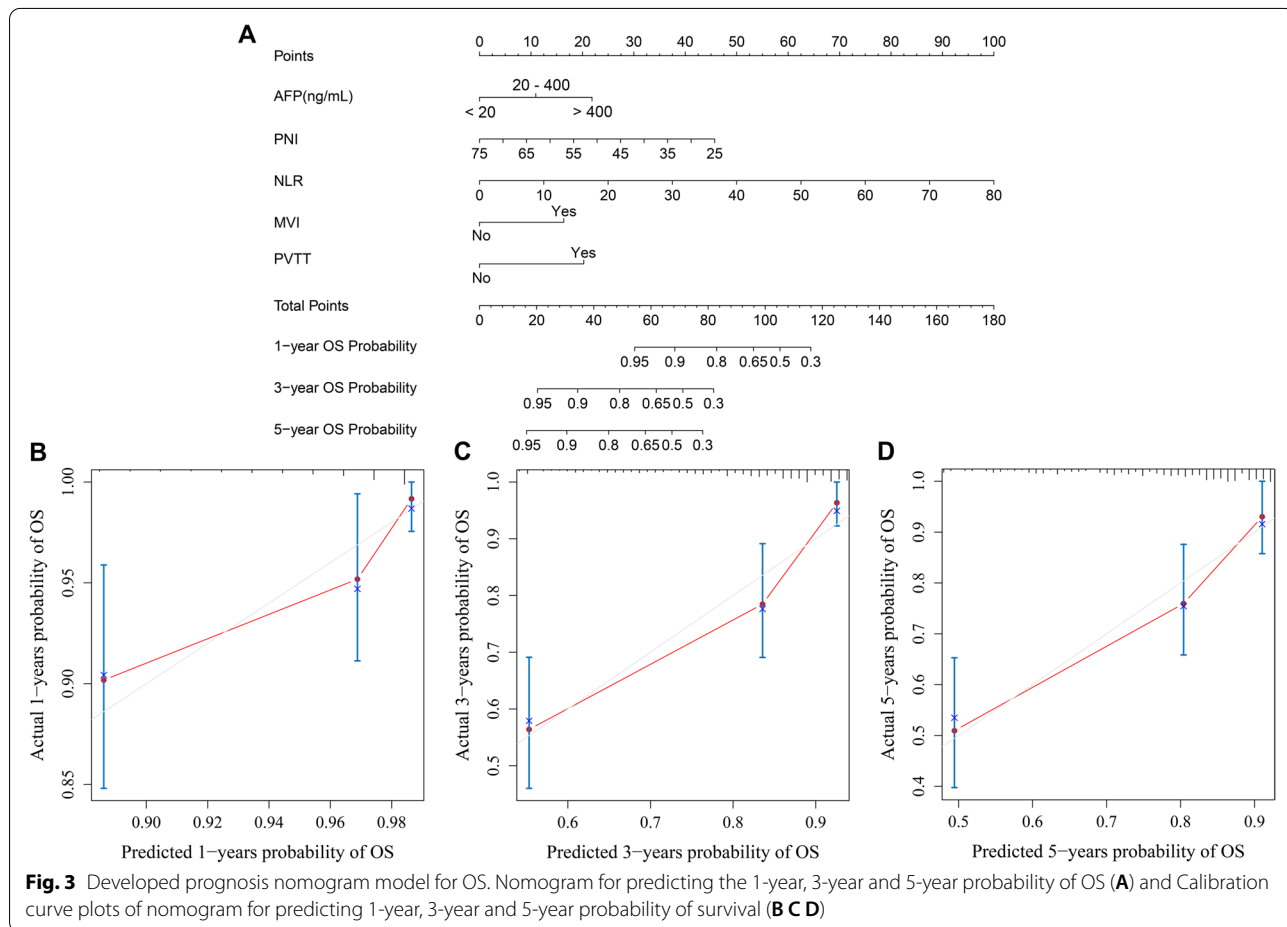 A
Points
0 10 20 30 40 50 60 70 80 90 100
20 - 400
AFP(ng/mL)
< 20 > 400
PNI
75 65 55 45 35 25
NLR
0 10 20 30 40 50 60 70 80
Yes
MVI
No
Yes
PVTT
No
Total Points
0 20 40 60 80 100 120 140 160 180
1−year OS Probability
0.95 0.9 0.8 0.65 0.5 0.3
3−year OS Probability
0.95 0.9 0.8 0.65 0.5 0.3
5−year OS Probability
0.95 0.9 0.8 0.65 0.5 0.3
B
Actual 1−years probability of OS
1.00
0.95
0.90
0.85
0.90 0.92 0.94 0.96 0.98
Predicted 1−years probability of OS
C
Actual 3−years probability of OS
1.0
0.9
0.8
0.7
0.6
0.5
0.6 0.7 0.8 0.9
Predicted 3−years probability of OS
D
Actual 5−years probability of OS
1.0
0.9
0.8
0.7
0.6
0.5
0.4
0.5 0.6 0.7 0.8 0.9
Predicted 5−years probability of OS
Fig. 3 Developed prognosis nomogram model for OS. Nomogram for predicting the 1-year, 3-year and 5-year probability of OS (A) and Calibration
curve plots of nomogram for predicting 1-year, 3-year and 5-year probability of survival (B C D)